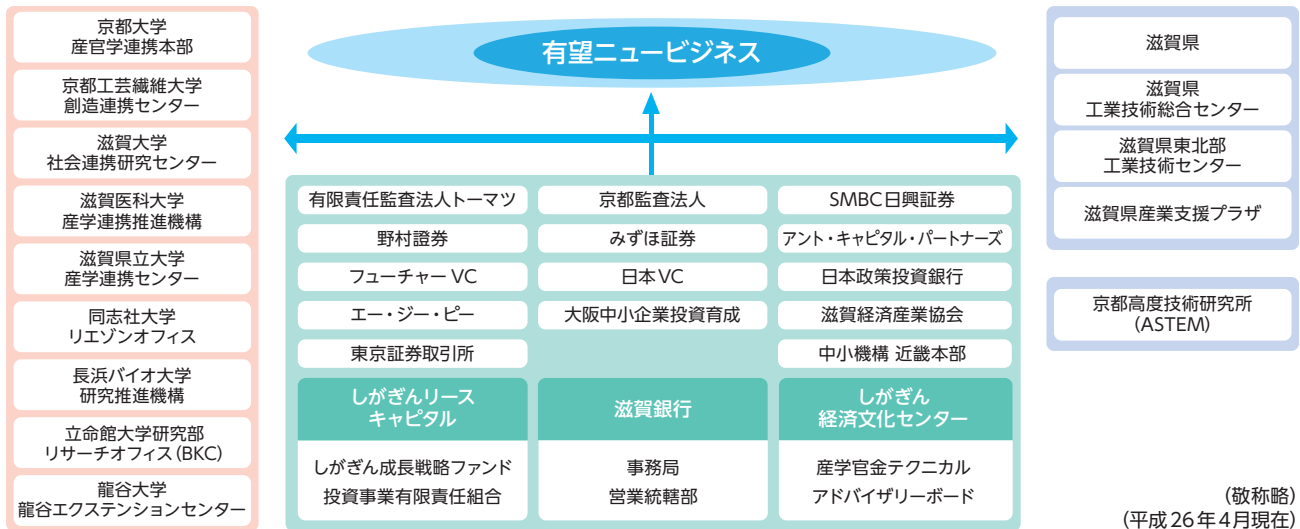 京都大学
産官学連携本部
京都工芸繊維大学
創造連携センター
滋賀大学
社会連携研究センター
滋賀医科大学
産学連携推進機構
滋賀県立大学
産学連携センター
同志社大学
リエゾンオフィス
長浜バイオ大学
研究推進機構
立命館大学研究部
リサーチオフィス(BKC)
龍谷大学
龍谷エクステンションセンター
有望ニュービジネス
有限責任監査法人トーマツ
京都監査法人
SMBC日興証券
野村證券
みずほ証券
アント・キャピタル・パートナーズ
フューチャーVC
日本VC
日本政策投資銀行
エー・ジー・ピー
大阪中小企業投資育成
滋賀経済産業協会
東京証券取引所
中小機構 近畿本部
しがぎんリース
キャピタル
滋賀銀行
しがぎん
経済文化センター
しがぎん成長戦略ファンド
投資事業有限責任組合
事務局
営業統轄部
産学官金テクニカル
アドバイザリーボード
滋賀県
滋賀県
工業技術総合センター
滋賀県東北部
工業技術センター
滋賀県産業支援プラザ
京都高度技術研究所
(ASTEM)
(敬称略)
(平成26年4月現在)